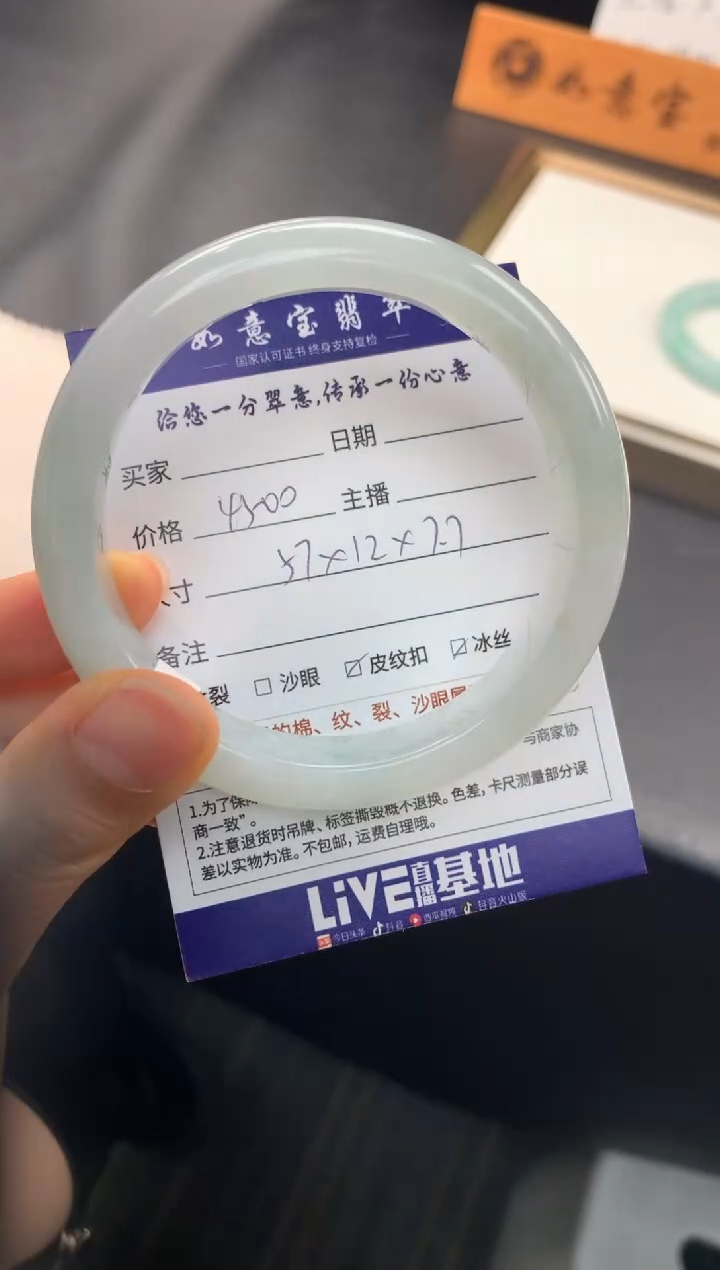 如意宝
如意宝翡翠
国家认可证书 终身支持复检
给您一分翠意,传承一份心意
买家 日期
价格 4500 主播
寸 57×12×7.7
备注
裂 □ 沙眼 ☑ 皮纹扣 ☑ 冰丝
的棉、纹、裂、沙眼属
与商家协
1.为了保
商一致”。
2.注意退货时吊牌、标签撕毁概不退换。色差,卡尺测量部分误
差以实物为准。不包邮,运费自理哦。
LiVE直播基地
今日头条 抖音 西瓜视频 抖音火山版